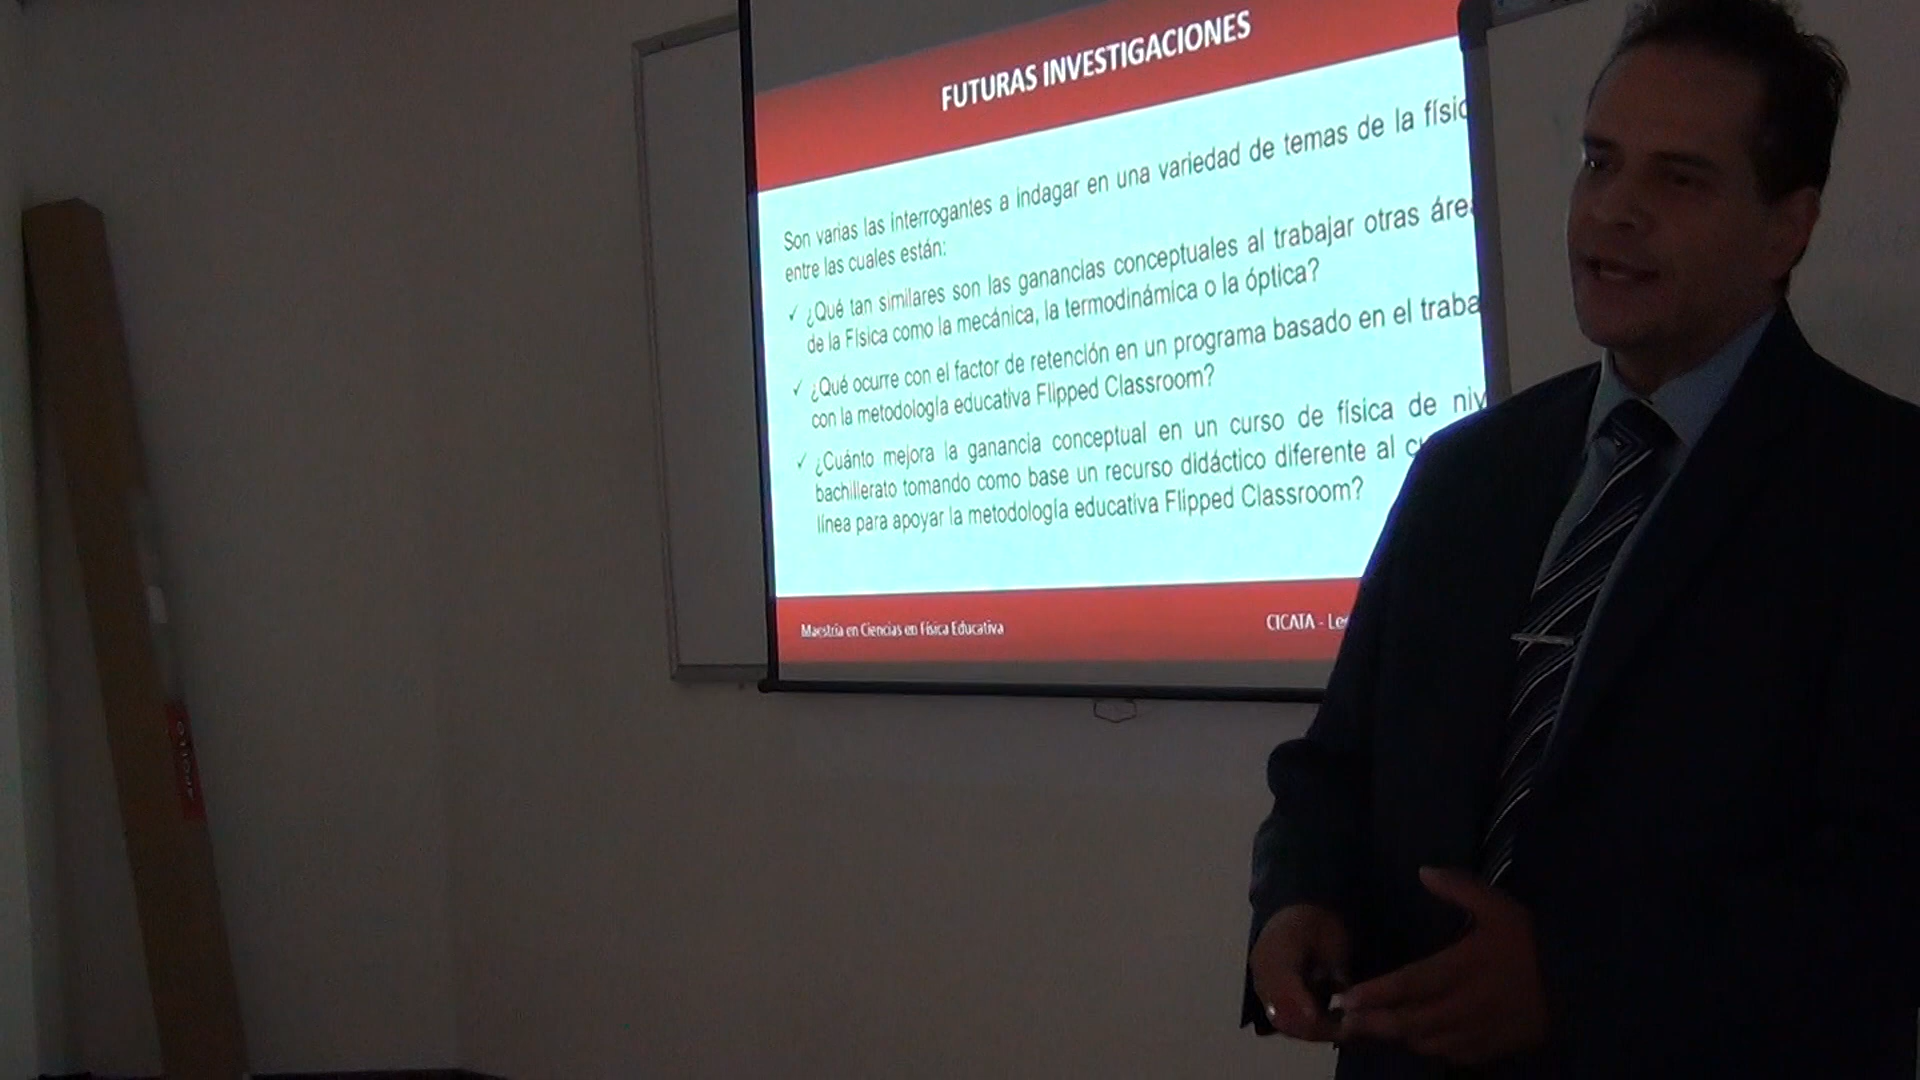 FUTURAS INVESTIGACIONES
Son varias las interrogantes a indagar en una variedad de temas de la físic
entre las cuales están:
✓ ¿Qué tan similares son las ganancias conceptuales al trabajar otras área
de la Física como la mecánica, la termodinámica o la óptica?
✓ ¿Qué ocurre con el factor de retención en un programa basado en el traba
con la metodología educativa Flipped Classroom?
✓ ¿Cuánto mejora la ganancia conceptual en un curso de física de niv
bachillerato tomando como base un recurso didáctico diferente al cu
línea para apoyar la metodología educativa Flipped Classroom?
Maestría en Ciencias en Física Educativa
CICATA - Le
APOLLO